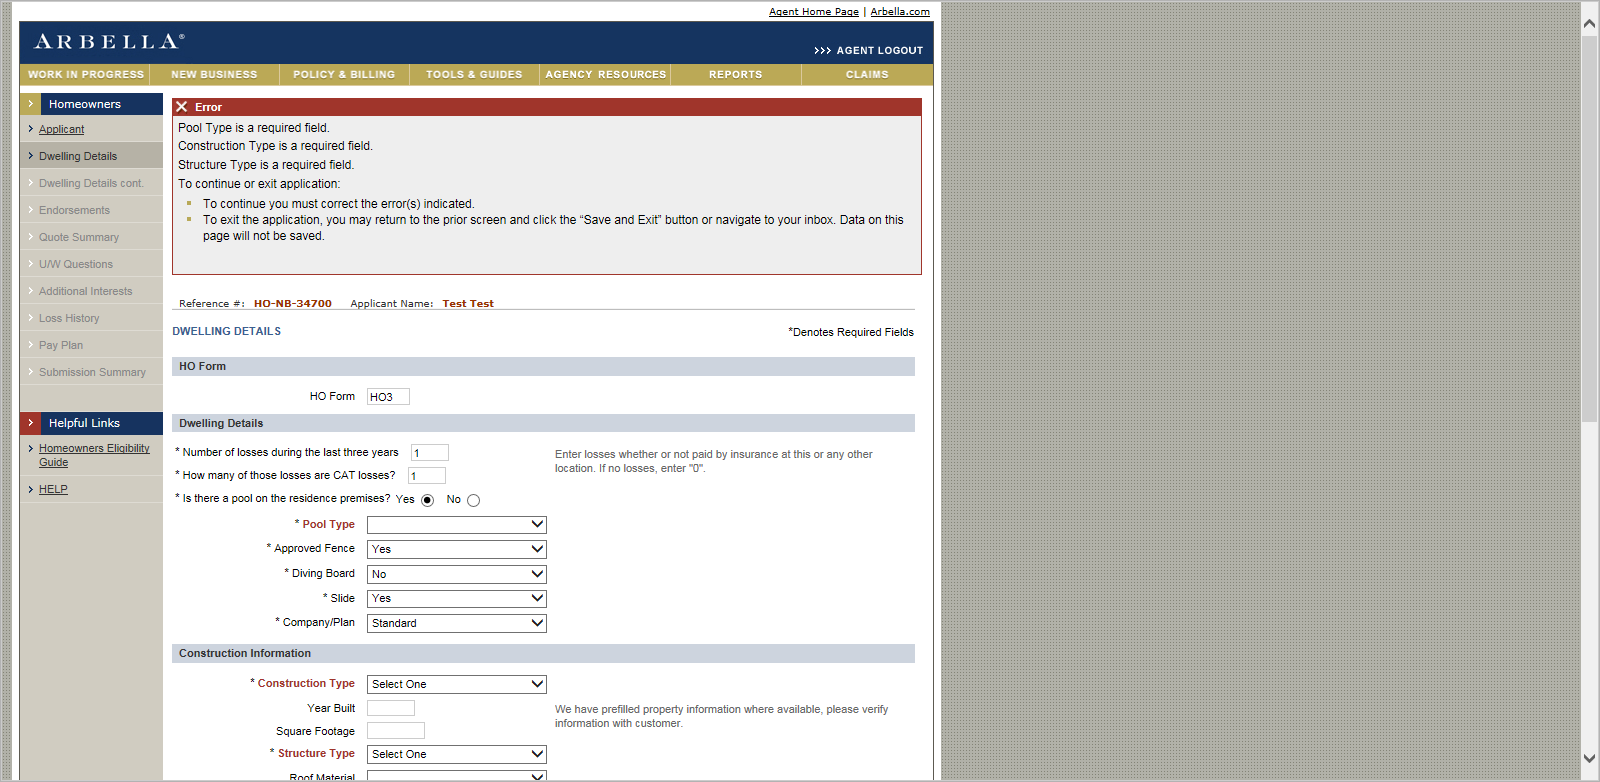 Agent Home Page | Arbella.com
ARBELLA®
>>> AGENT LOGOUT
WORK IN PROGRESS NEW BUSINESS POLICY & BILLING TOOLS & GUIDES AGENCY RESOURCES REPORTS CLAIMS
Homeowners
Applicant
Dwelling Details
Dwelling Details cont.
Endorsements
Quote Summary
U/W Questions
Additional Interests
Loss History
Pay Plan
Submission Summary
Helpful Links
Homeowners Eligibility
Guide
HELP
Error
Pool Type is a required field.
Construction Type is a required field.
Structure Type is a required field.
To continue or exit application:
To continue you must correct the error(s) indicated.
To exit the application, you may return to the prior screen and click the “Save and Exit” button or navigate to your inbox. Data on this
page will not be saved.
Reference #: HO-NB-34700 Applicant Name: Test Test
DWELLING DETAILS
*Denotes Required Fields
HO Form
HO Form HO3
Dwelling Details
* Number of losses during the last three years 1
Enter losses whether or not paid by insurance at this or any other
location. If no losses, enter "0".
* How many of those losses are CAT losses? 1
* Is there a pool on the residence premises? Yes No
* Pool Type
* Approved Fence Yes
* Diving Board No
* Slide Yes
* Company/Plan Standard
Construction Information
* Construction Type Select One
Year Built
We have prefilled property information where available, please verify
information with customer.
Square Footage
* Structure Type Select One
Roof Material